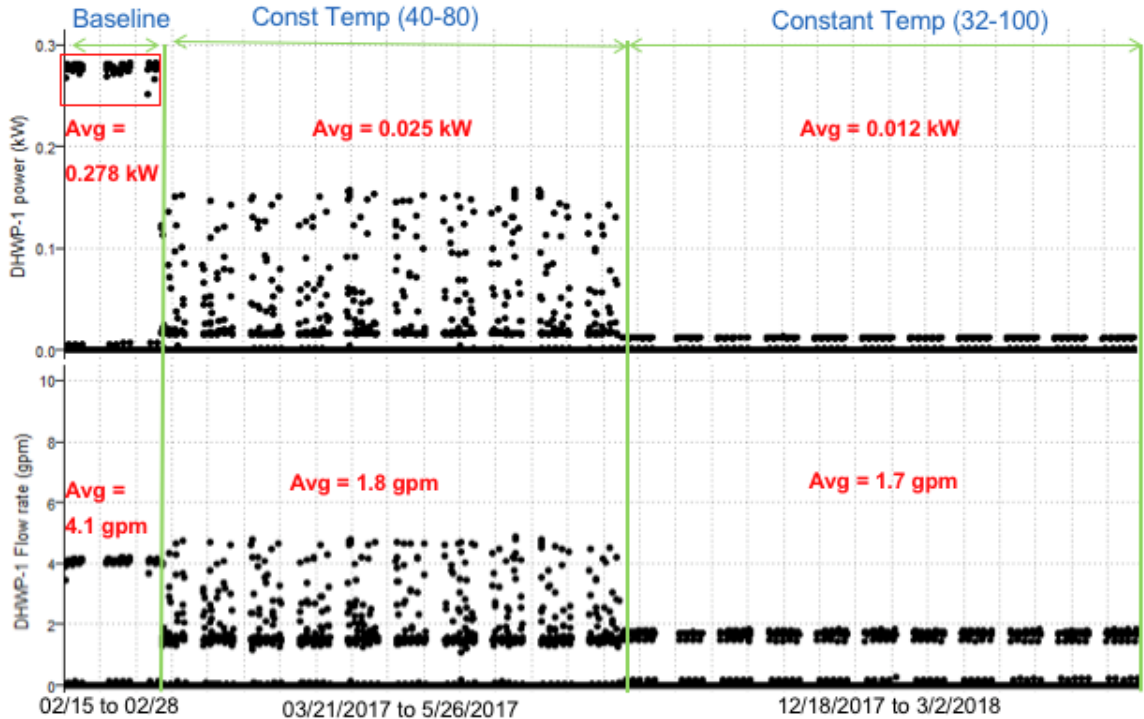 Baseline
Const Temp (40-80)
Constant Temp (32-100)
DHWP-1 power (kW)
0.3
0.2
0.1
0.0
Avg =
0.278 kW
Avg = 0.025 kW
Avg = 0.012 kW
DHWP-1 Flow rate (gpm)
10
8
6
4
2
0
Avg =
4.1 gpm
Avg = 1.8 gpm
Avg = 1.7 gpm
02/15 to 02/28
03/21/2017 to 5/26/2017
12/18/2017 to 3/2/2018